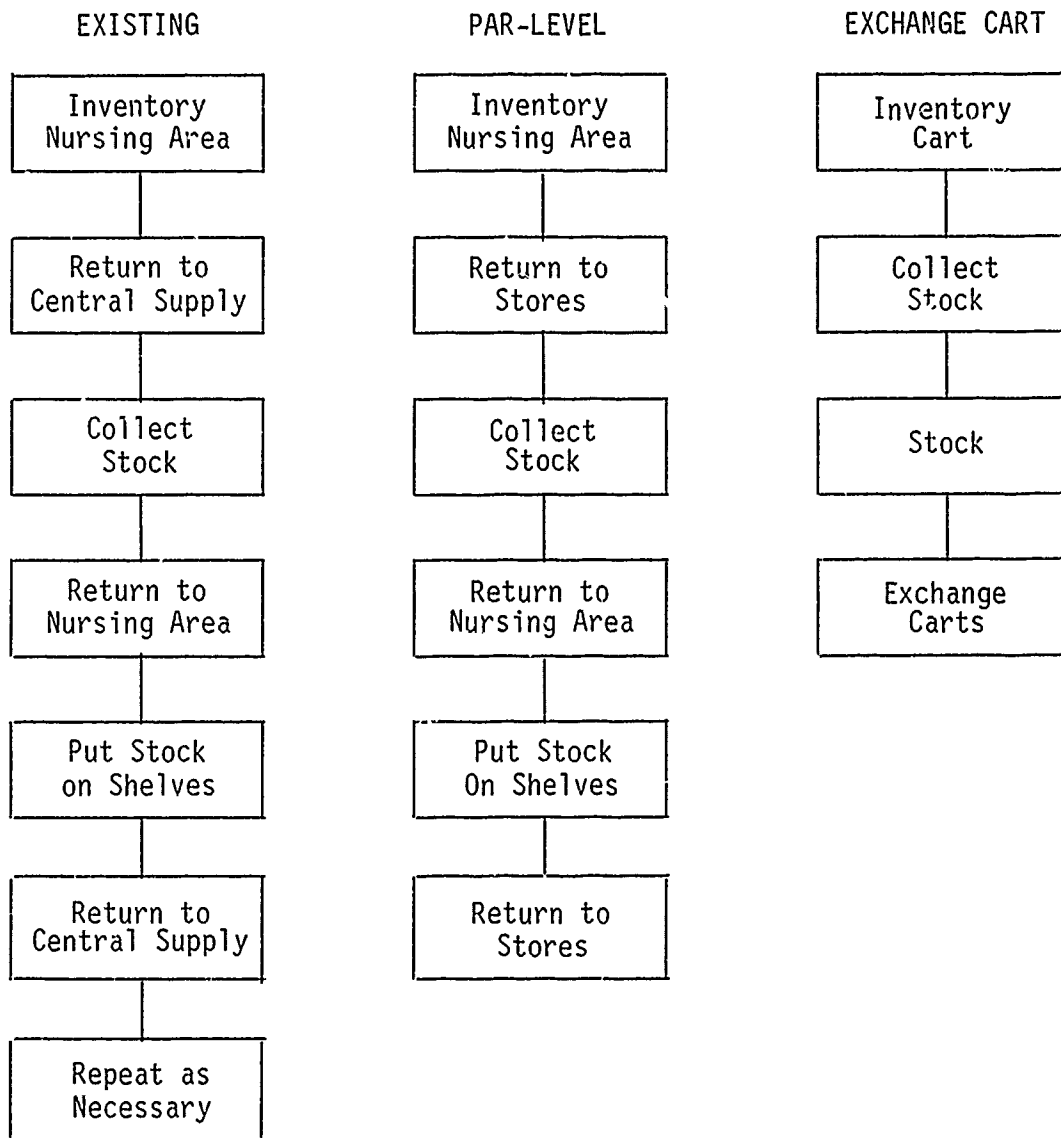 EXISTING
Inventory
Nursing Area
Return to
Central Supply
Collect
Stock
Return to
Nursing Area
Put Stock
on Shelves
Return to
Central Supply
Repeat as
Necessary
PAR-LEVEL
Inventory
Nursing Area
Return to
Stores
Collect
Stock
Return to
Nursing Area
Put Stock
On Shelves
Return to
Stores
EXCHANGE CART
Inventory
Cart
Collect
Stock
Stock
Exchange
Carts